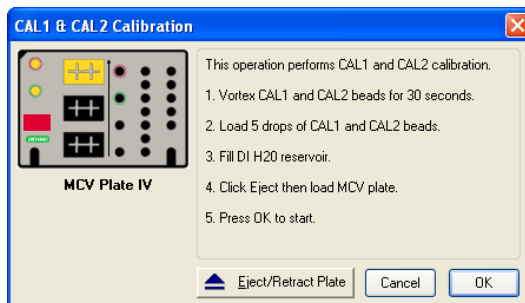 CAL1 & CAL2 Calibration
This operation performs CAL1 and CAL2 calibration.
1. Vortex CAL1 and CAL2 beads for 30 seconds.
2. Load 5 drops of CAL1 and CAL2 beads.
3. Fill DI H20 reservoir.
4. Click Eject then load MCV plate.
5. Press OK to start.
MCV Plate IV
Eject/Retract Plate
Cancel
OK